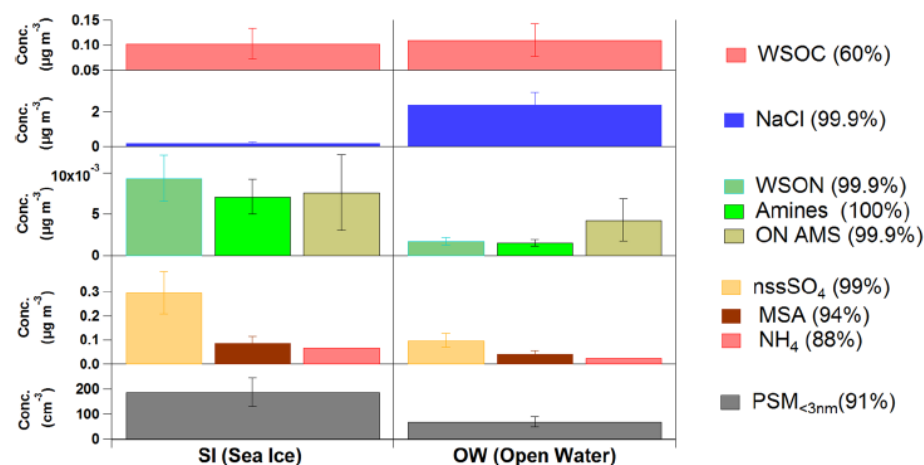 Conc.
(µg m⁻³)
0.15
0.10
0.05
WSOC (60%)
Conc.
(µg m⁻³)
2
0
NaCl (99.9%)
Conc.
(µg m⁻³)
10x10⁻³
5
0
WSON (99.9%)
Amines (100%)
ON AMS (99.9%)
Conc.
(µg m⁻³)
0.3
0.2
0.1
0.0
nssSO₄ (99%)
MSA (94%)
NH₄ (88%)
Conc.
(cm⁻³)
200
100
0
PSM<3nm (91%)
SI (Sea Ice)
OW (Open Water)